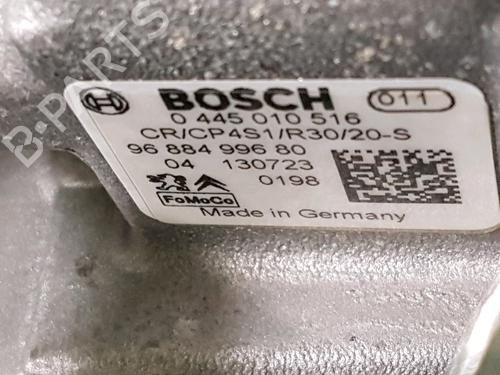 B-PARTS
BOSCH 011
0 445 010 516
CR/CP4S1/R30/20-S
96 884 996 80
04 130723
0198
FoMoCo
Made in Germany